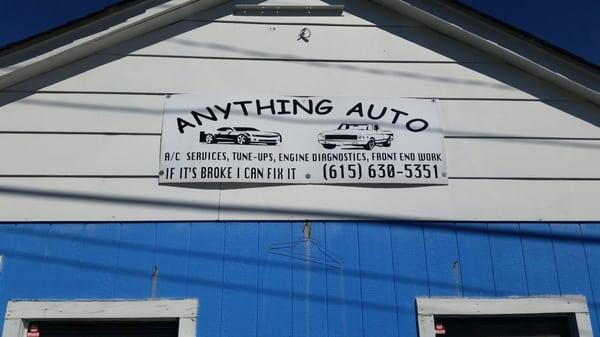 ANYTHING AUTO
A/C SERVICES, TUNE-UPS, ENGINE DIAGNOSTICS, FRONT END WORK
IF IT'S BROKE I CAN FIX IT (615) 630-5351